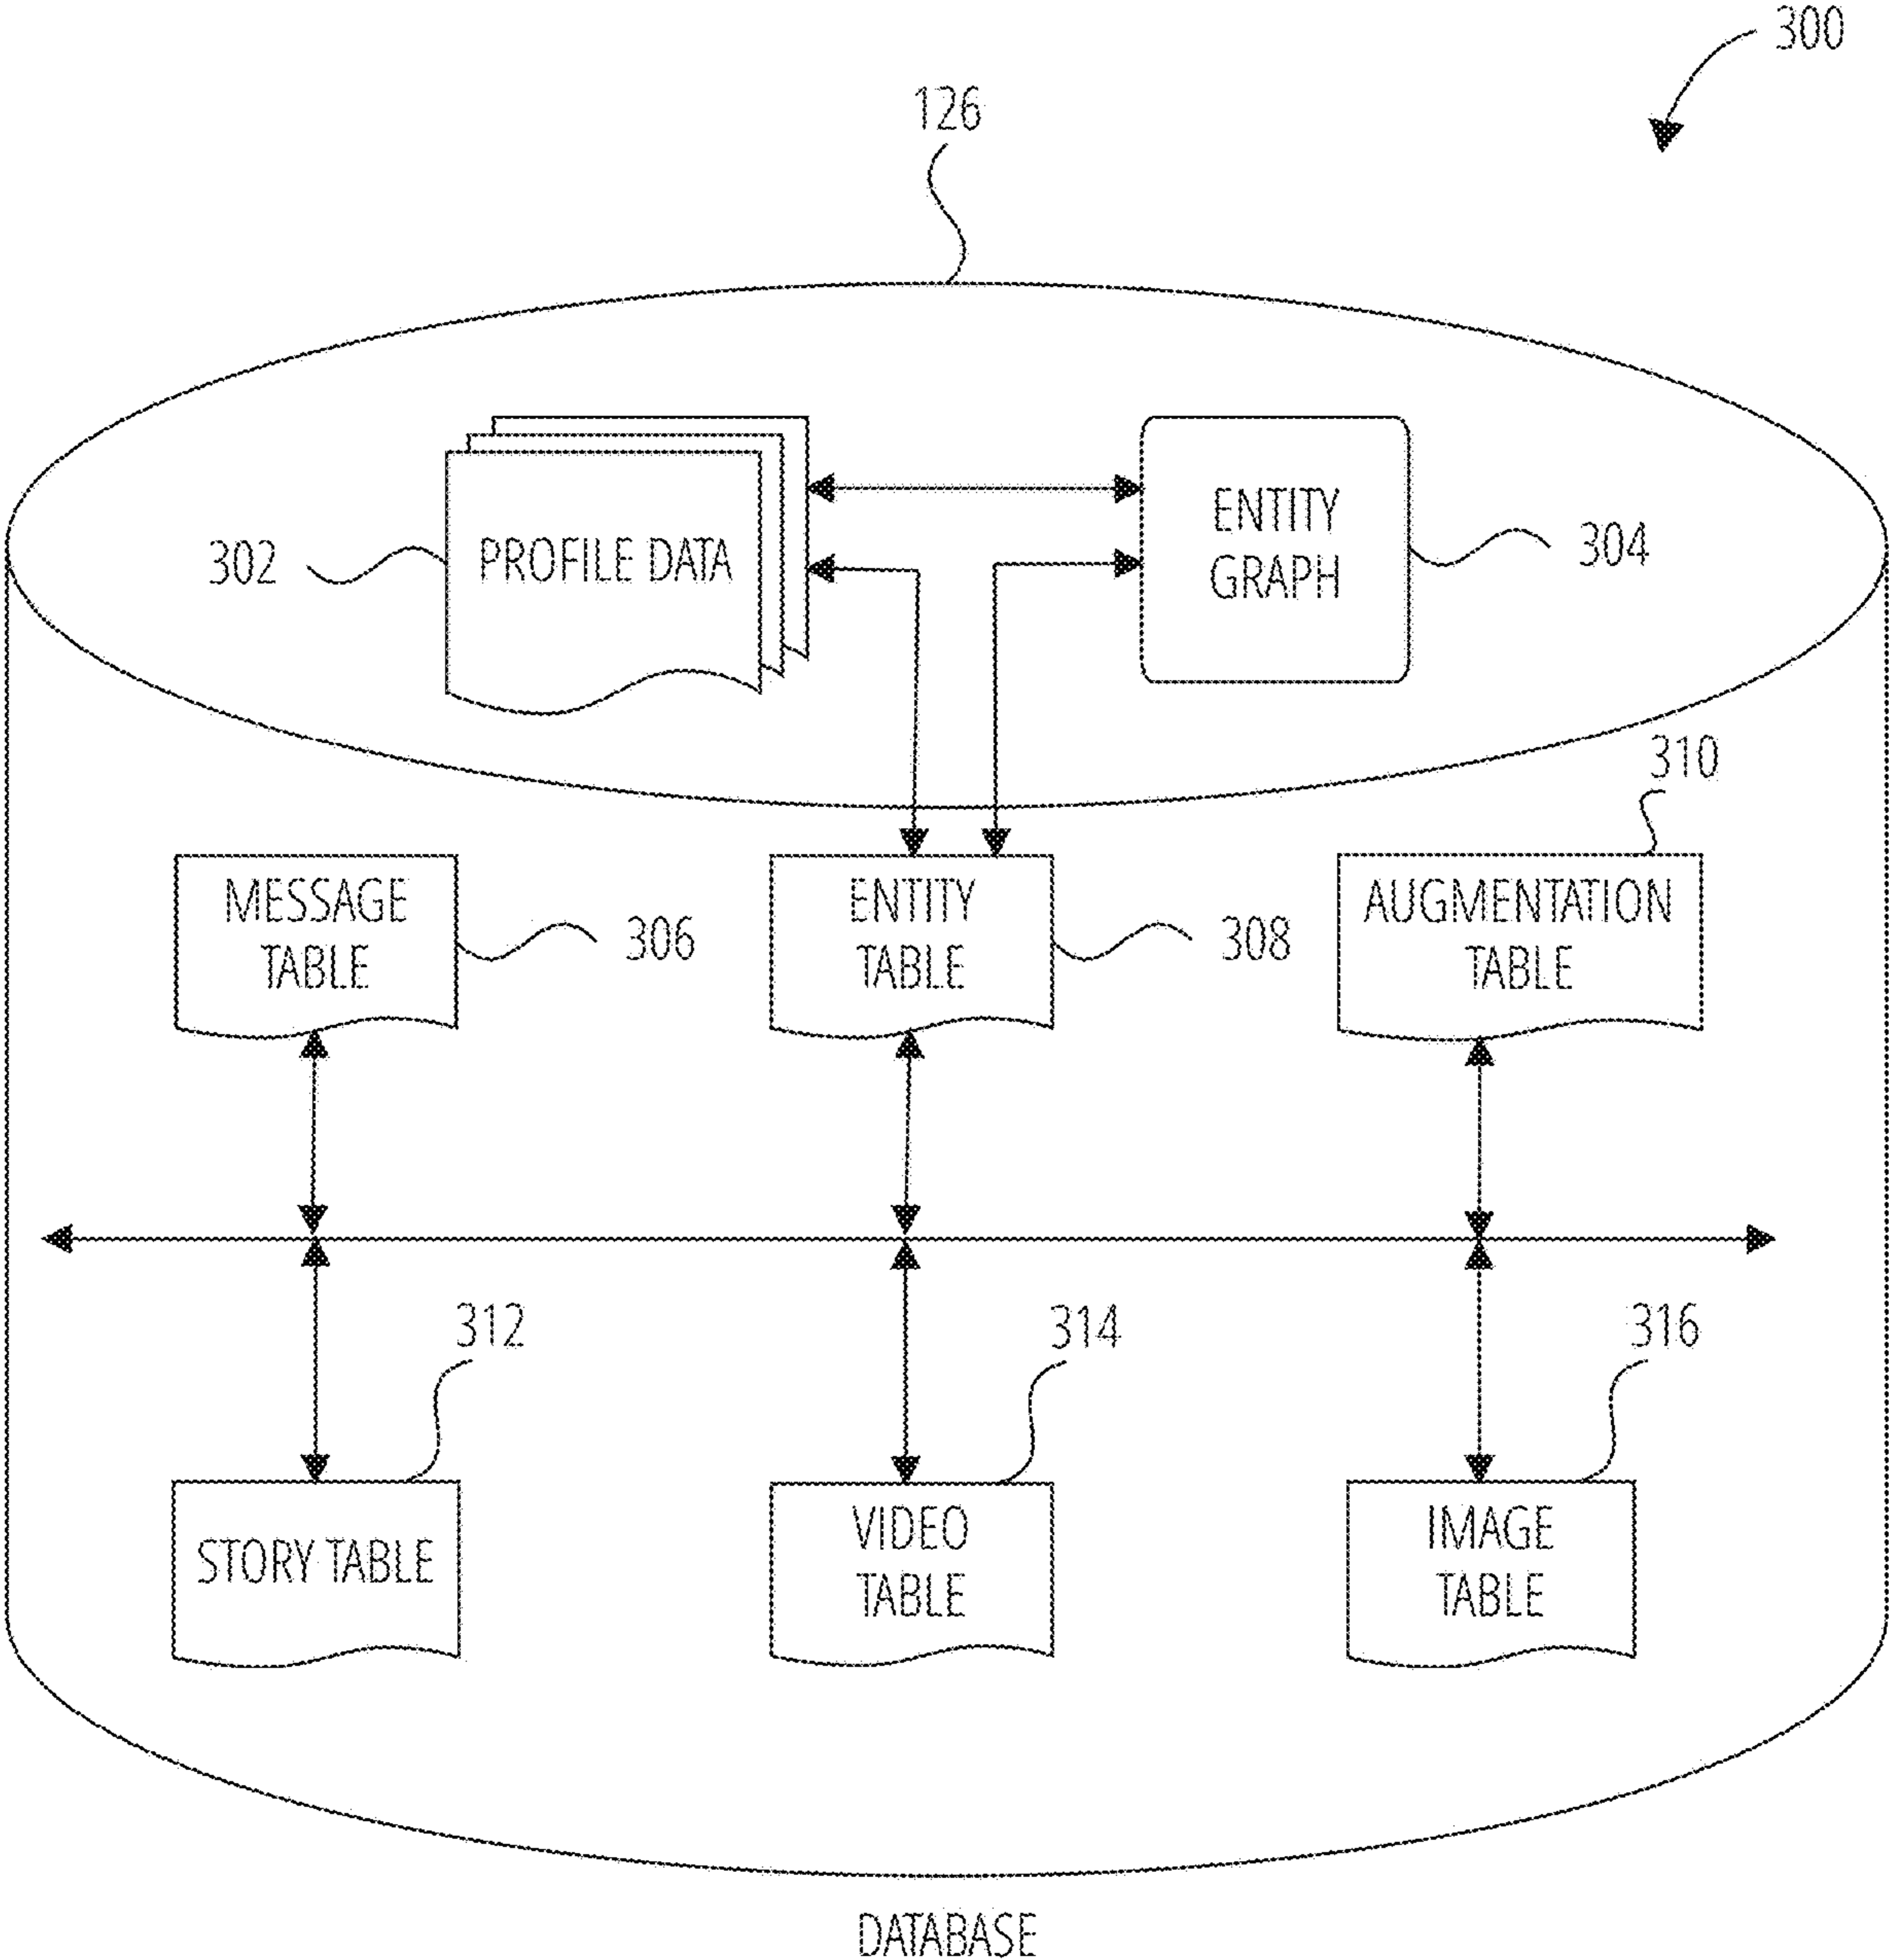 300
126
302
PROFILE DATA
ENTITY
GRAPH
304
310
MESSAGE
TABLE
306
ENTITY
TABLE
308
AUGMENTATION
TABLE
312
314
316
STORY TABLE
VIDEO
TABLE
IMAGE
TABLE
DATABASE